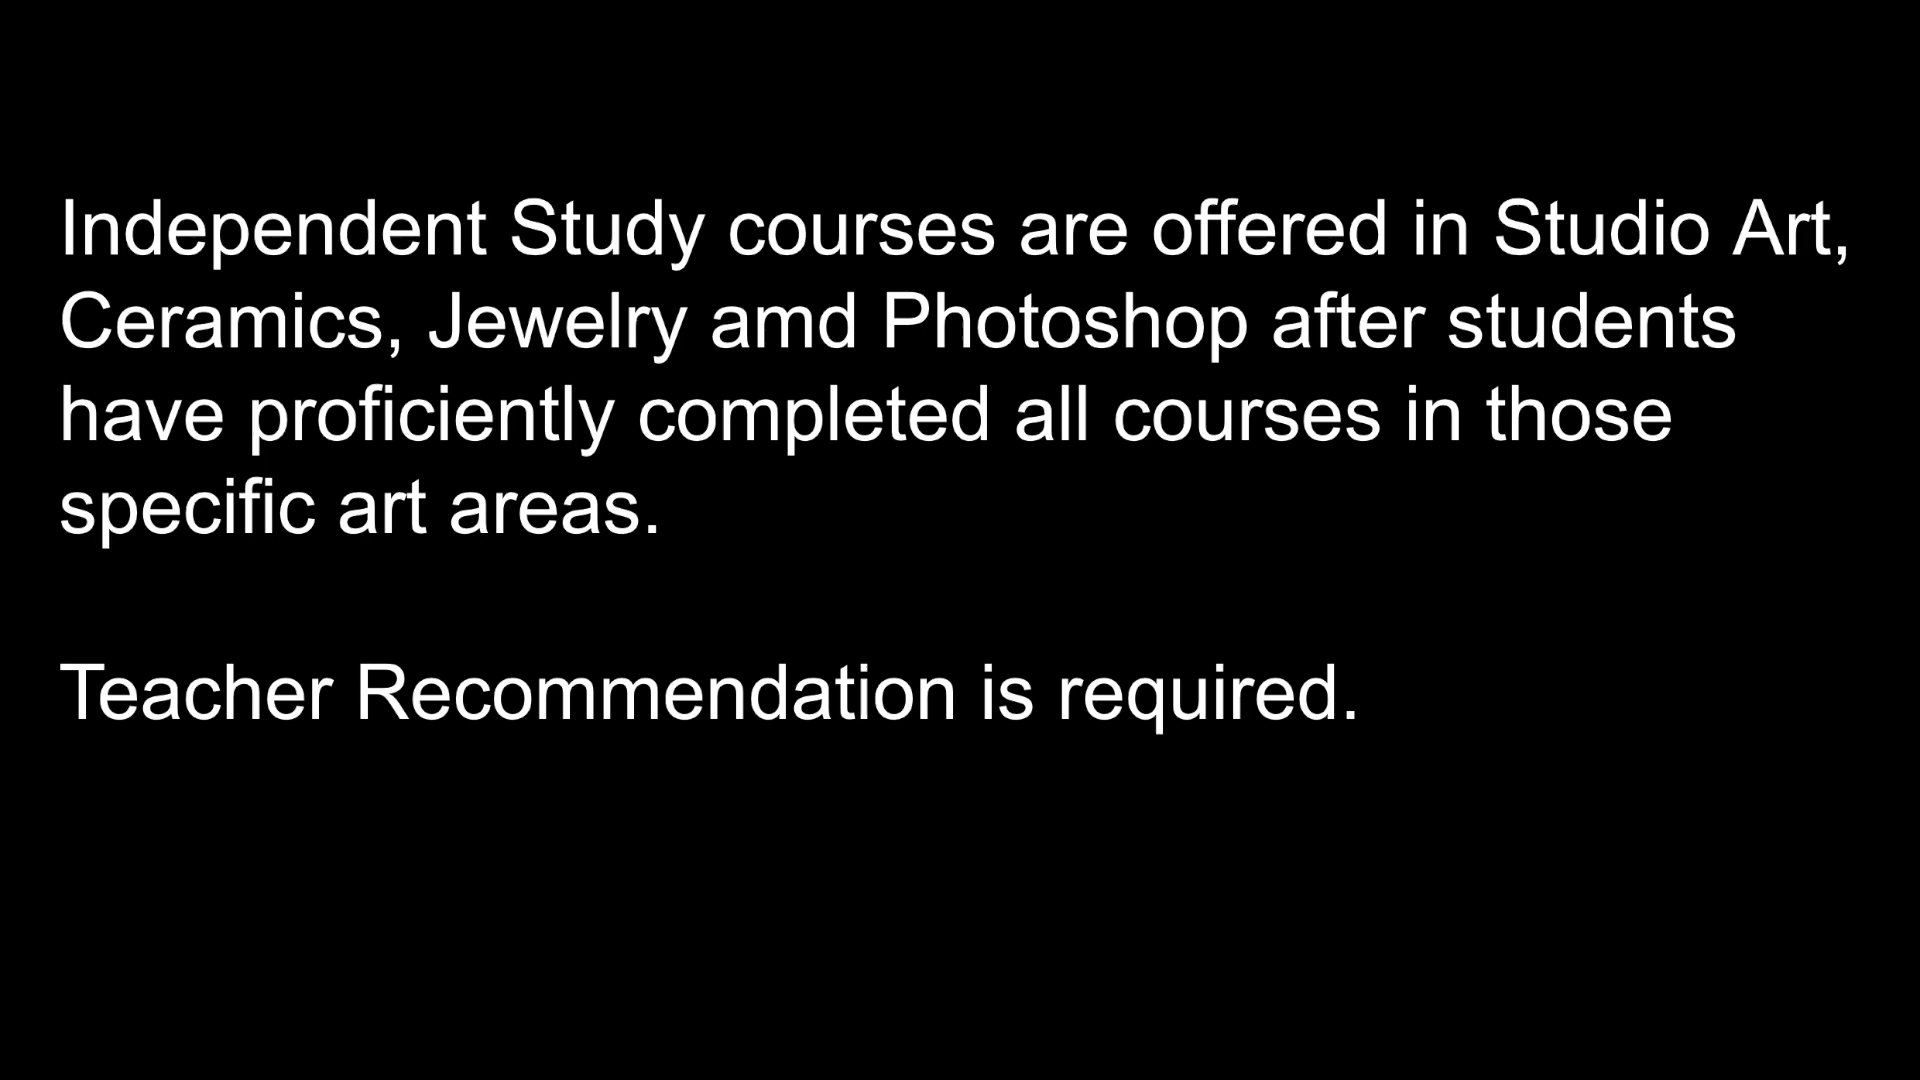 Independent Study courses are offered in Studio Art,
Ceramics, Jewelry amd Photoshop after students
have proficiently completed all courses in those
specific art areas.
Teacher Recommendation is required.